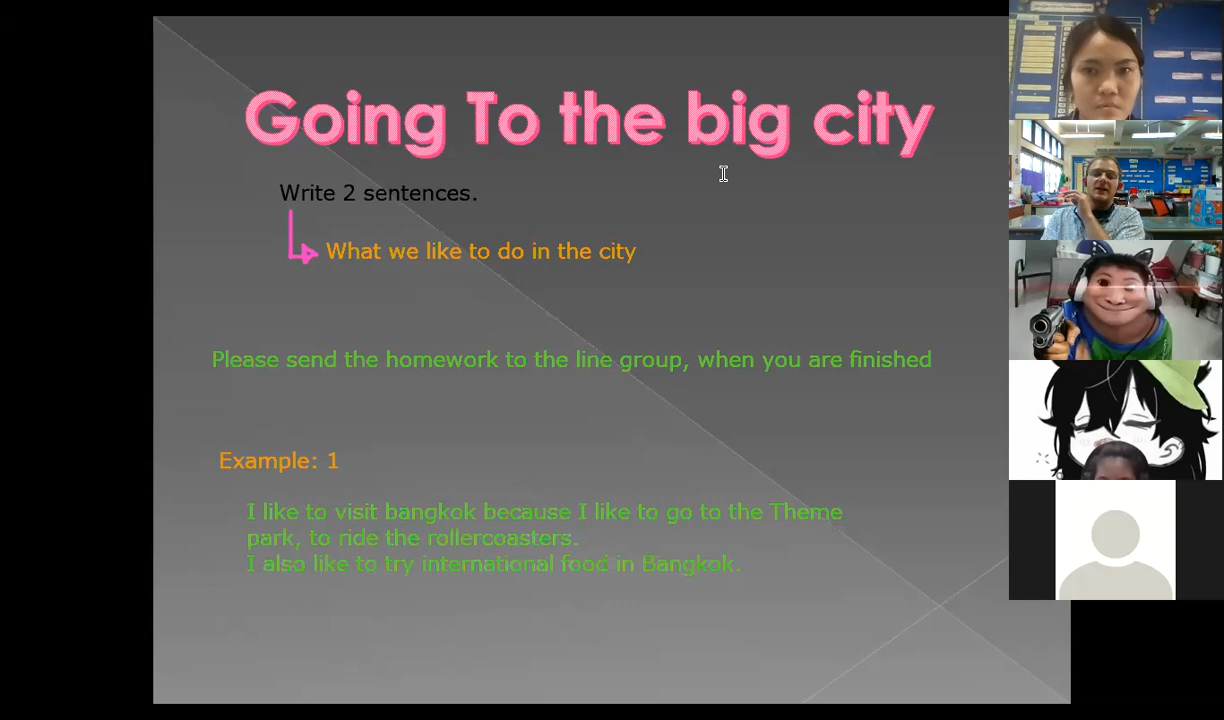 Going To the big city
Write 2 sentences.
What we like to do in the city
Please send the homework to the line group, when you are finished
Example: 1
I like to visit bangkok because I like to go to the Theme
park, to ride the rollercoasters.
I also like to try international food in Bangkok.